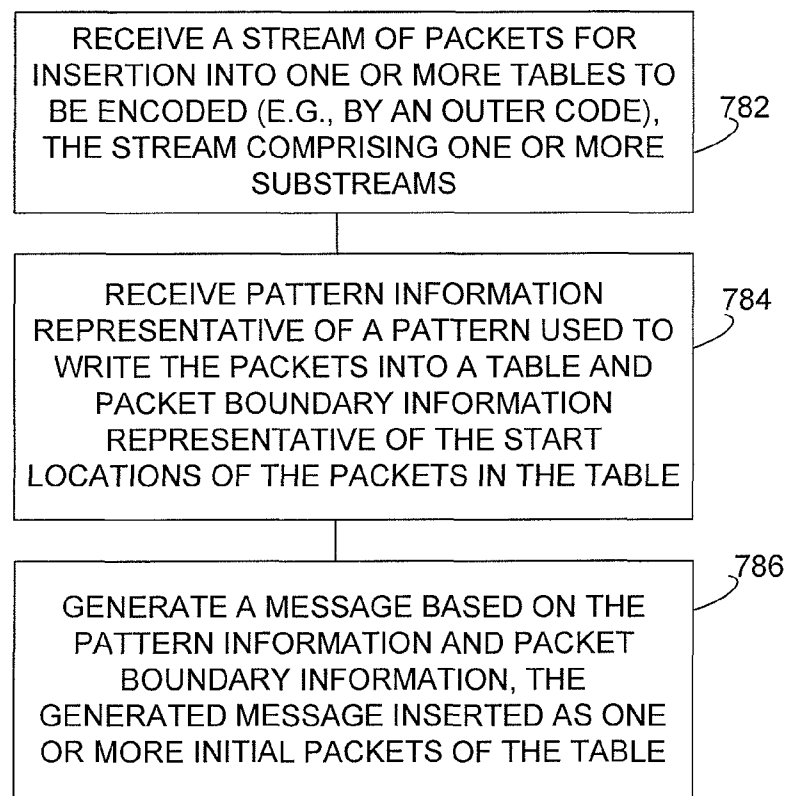 RECEIVE A STREAM OF PACKETS FOR
INSERTION INTO ONE OR MORE TABLES TO
BE ENCODED (E.G., BY AN OUTER CODE),
THE STREAM COMPRISING ONE OR MORE
SUBSTREAMS
782
RECEIVE PATTERN INFORMATION
REPRESENTATIVE OF A PATTERN USED TO
WRITE THE PACKETS INTO A TABLE AND
PACKET BOUNDARY INFORMATION
REPRESENTATIVE OF THE START
LOCATIONS OF THE PACKETS IN THE TABLE
784
GENERATE A MESSAGE BASED ON THE
PATTERN INFORMATION AND PACKET
BOUNDARY INFORMATION, THE
GENERATED MESSAGE INSERTED AS ONE
OR MORE INITIAL PACKETS OF THE TABLE
786